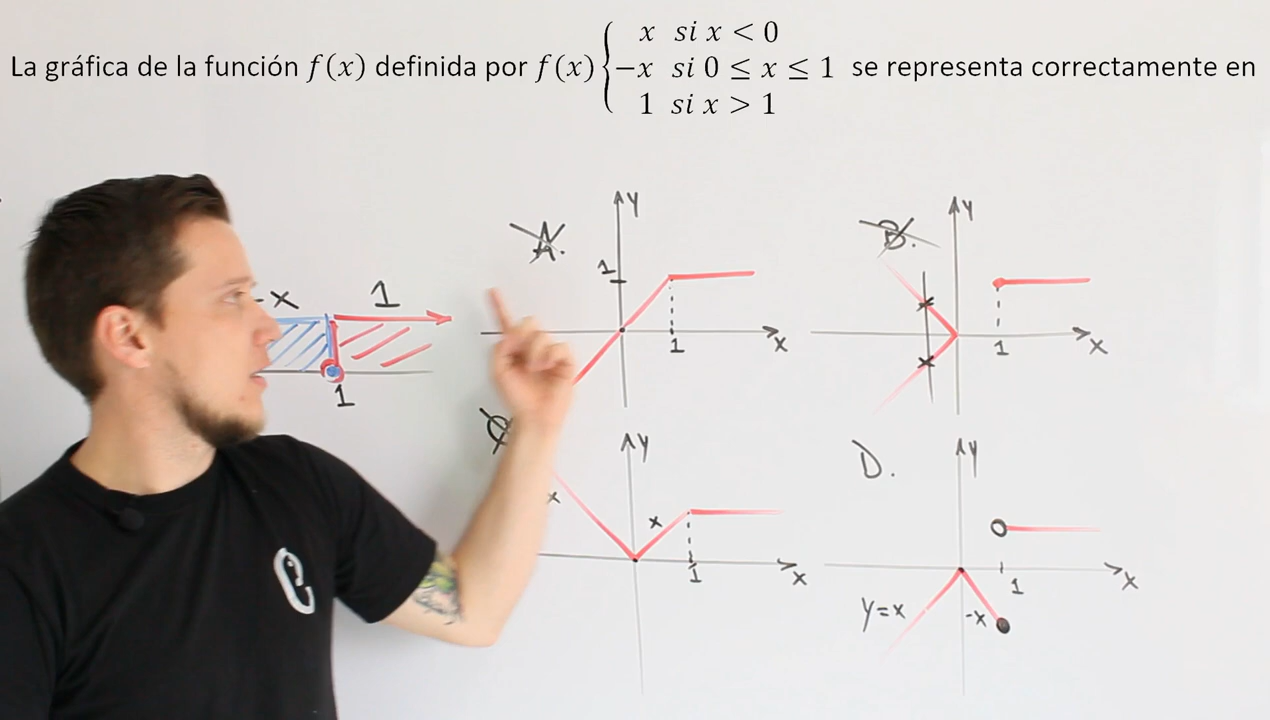 La gráfica de la función f(x) definida por f(x) { x si x < 0
-x si 0 ≤ x ≤ 1 se representa correctamente en
1 si x > 1
-x 1
1
A. y
1
1 x
B. y
1 x
y
x x
1 x
D. y
1 x
y=x -x